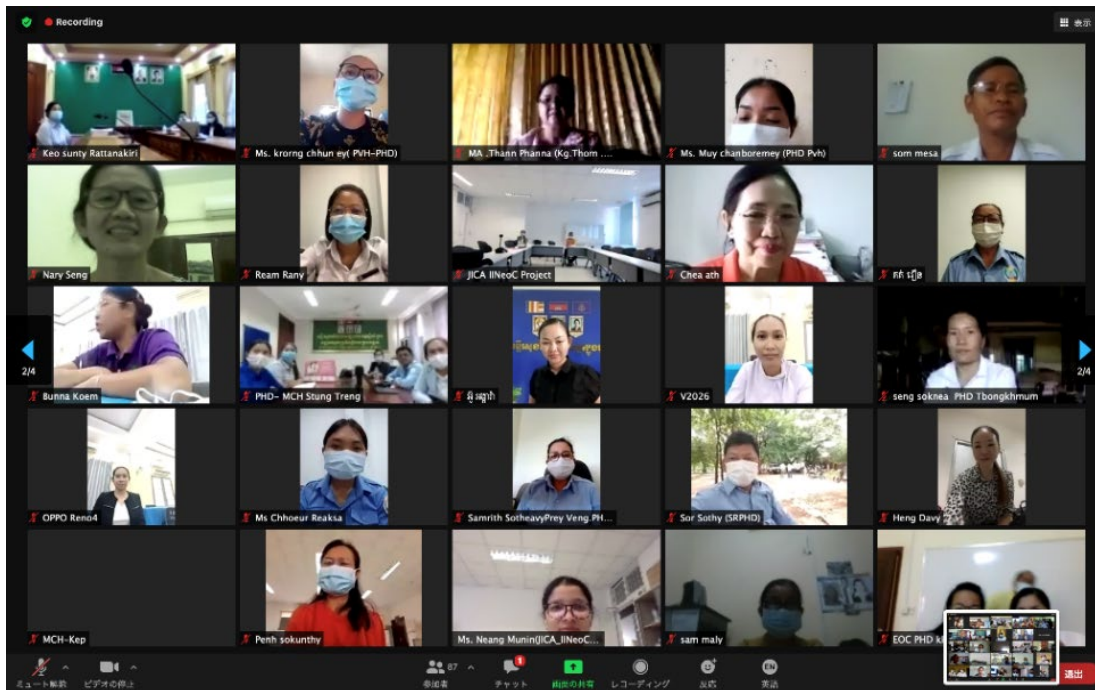 Recording
表示
Keo sunty Rattanakiri
Ms. krorng chhun ey( PVH-PHD)
MA .Thann Phanna (Kg.Thom ....
Ms. Muy chanboremey (PHD Pvh)
som mesa
Nary Seng
Ream Rany
JICA IINeoC Project
Chea ath
2/4
2/4
Bunna Koem
PHD- MCH Stung Treng
V2026
seng soknea PHD Tbongkhmum
OPPO Reno4
Ms Chhoeur Reaksa
Samrith SotheavyPrey Veng.PH...
Sor Sothy (SRPHD)
Heng Davy
MCH-Kep
Penh sokunthy
Ms. Neang Munin(JICA_IINeoC...
sam maly
EOC PHD
87
1
EN
ミュート解除
ビデオの停止
参加者
チャット
画面の共有
レコーディング
反応
英語
退出